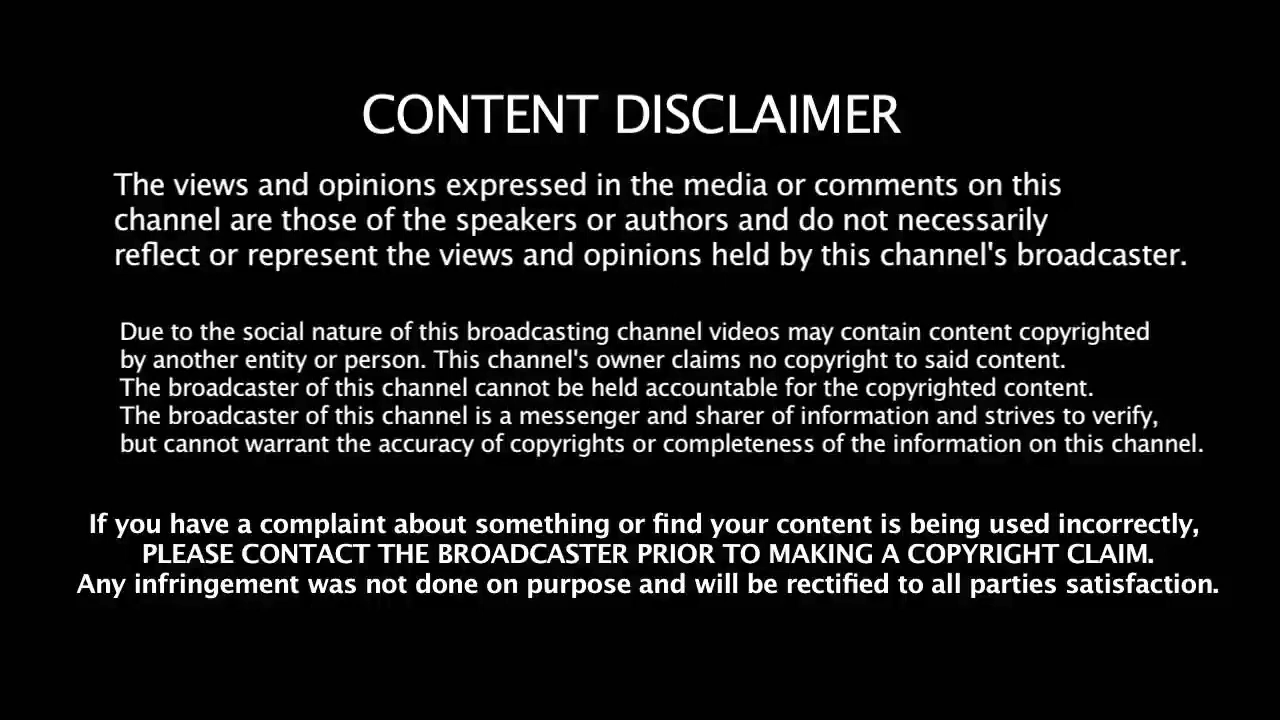 CONTENT DISCLAIMER
The views and opinions expressed in the media or comments on this
channel are those of the speakers or authors and do not necessarily
reflect or represent the views and opinions held by this channel's broadcaster.
Due to the social nature of this broadcasting channel videos may contain content copyrighted
by another entity or person. This channel's owner claims no copyright to said content.
The broadcaster of this channel cannot be held accountable for the copyrighted content.
The broadcaster of this channel is a messenger and sharer of information and strives to verify,
but cannot warrant the accuracy of copyrights or completeness of the information on this channel.
If you have a complaint about something or find your content is being used incorrectly,
PLEASE CONTACT THE BROADCASTER PRIOR TO MAKING A COPYRIGHT CLAIM.
Any infringement was not done on purpose and will be rectified to all parties satisfaction.